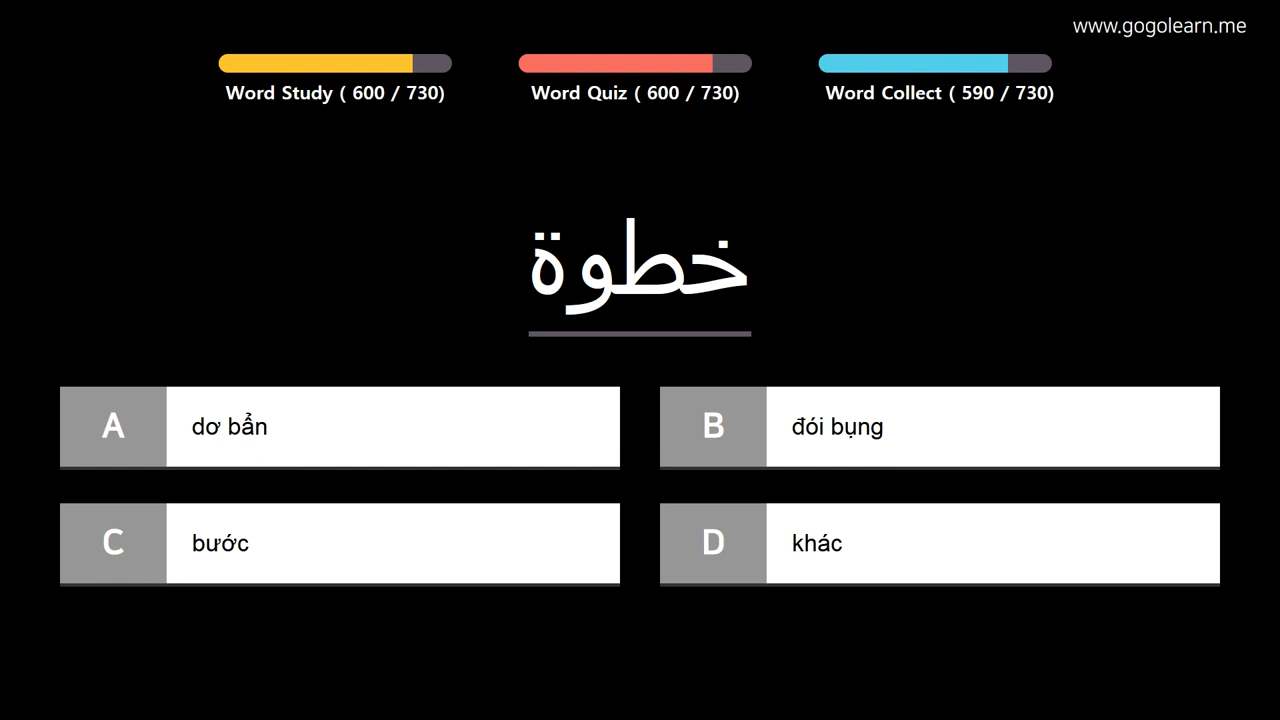 www.gogolearn.me
Word Study ( 600 / 730)
Word Quiz ( 600 / 730)
Word Collect ( 590 / 730)
خطوة
A
dơ bẩn
B
đói bụng
C
bước
D
khác